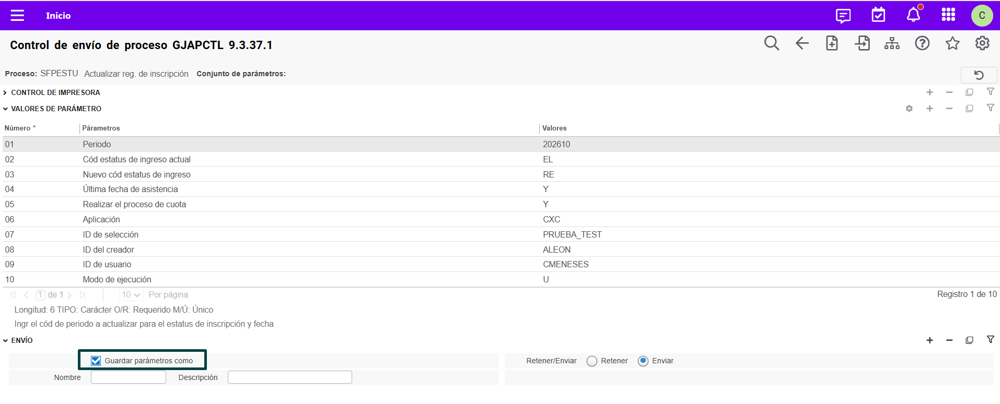 Inicio
C
Control de envío de proceso GJAPCTL 9.3.37.1
Proceso: SFPESTU Actualizar reg. de inscripción Conjunto de parámetros:
CONTROL DE IMPRESORA
VALORES DE PARÁMETRO
Número * Párametros Valores
01 Periodo 202610
02 Cód estatus de ingreso actual EL
03 Nuevo cód estatus de ingreso RE
04 Última fecha de asistencia Y
05 Realizar el proceso de cuota Y
06 Aplicación CXC
07 ID de selección PRUEBA_TEST
08 ID del creador ALEON
09 ID de usuario CMENESES
10 Modo de ejecución U
1 de 1 10 Por página Registro 1 de 10
Longitud: 6 TIPO: Carácter O/R: Requerido M/Ú: Único
Ingr el cód de periodo a actualizar para el estatus de inscripción y fecha
ENVÍO
Guardar parámetros como Retener/Enviar Retener Enviar
Nombre Descripción